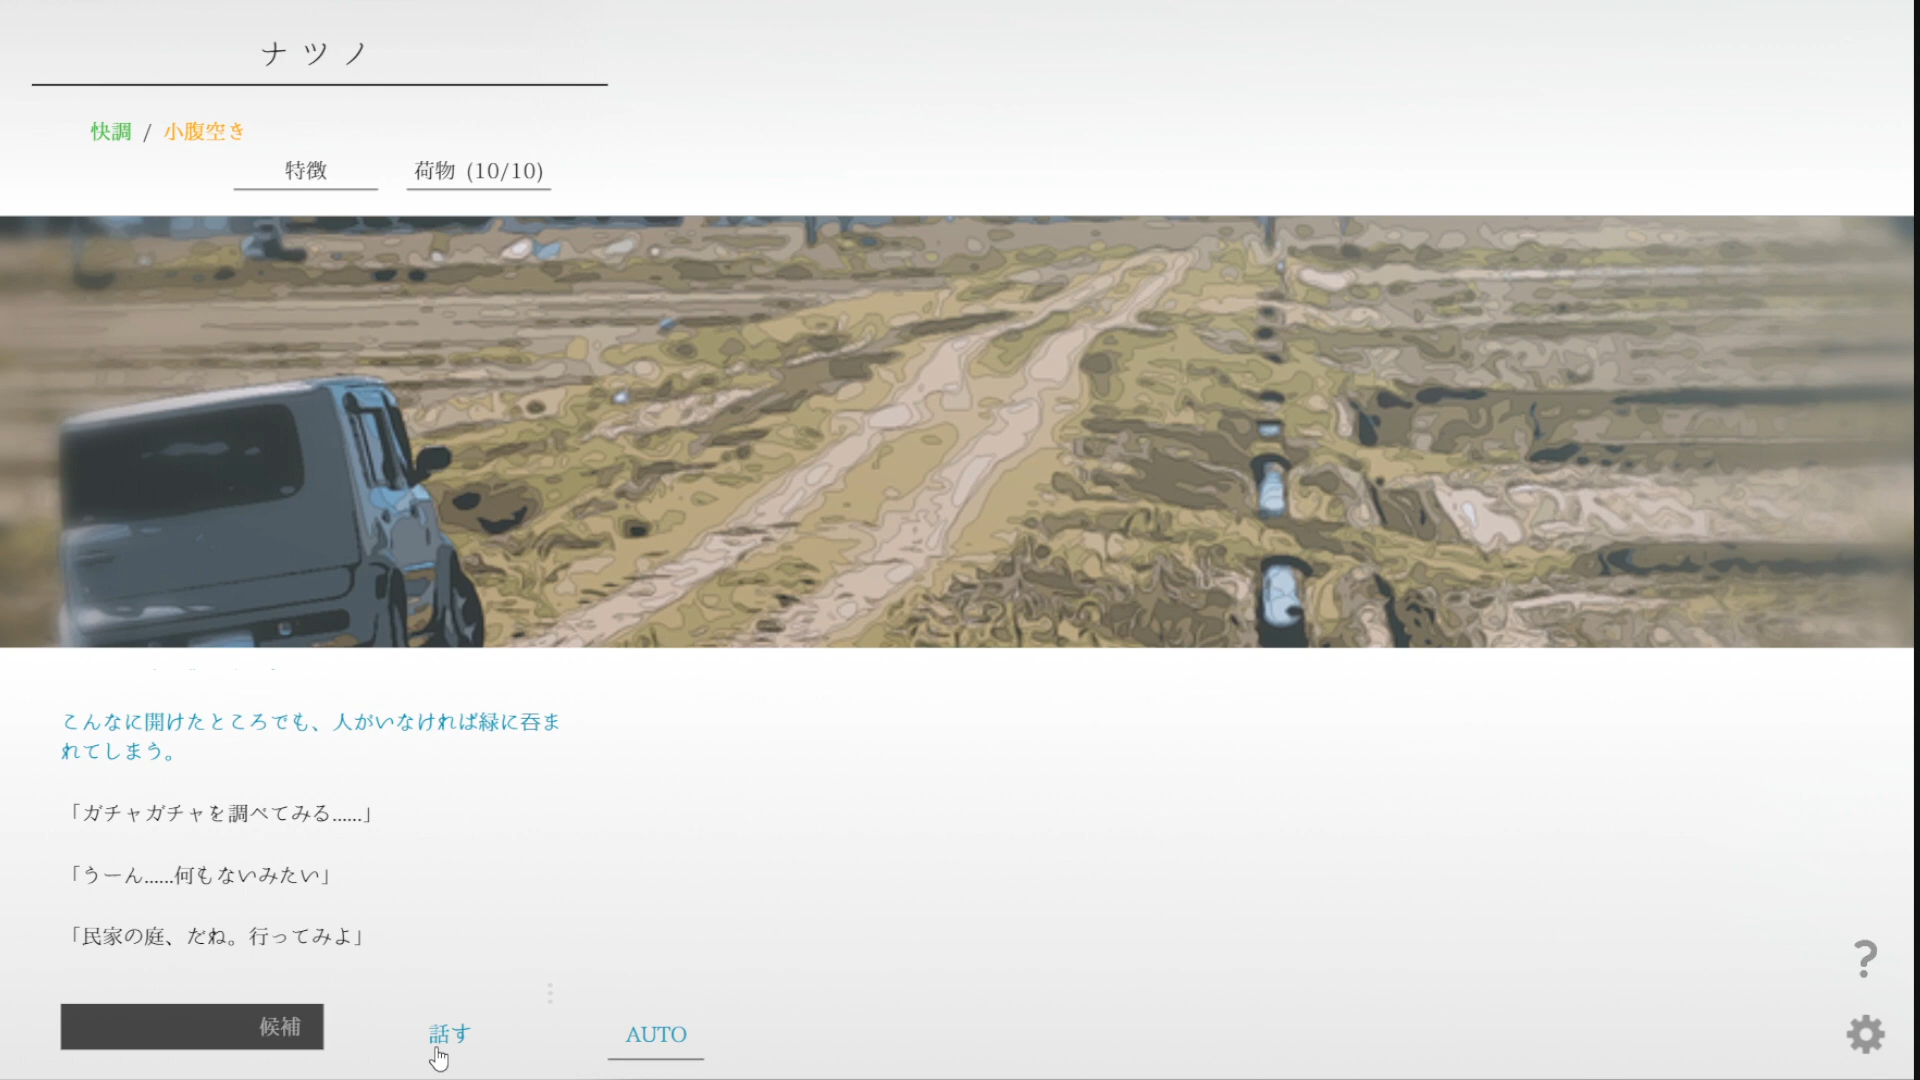 ナツノ
快調 / 小腹空き
特徴 荷物 (10/10)
こんなに開けたところでも、人がいなければ緑に呑ま
れてしまう。
「ガチャガチャを調べてみる......」
「うーん......何もないみたい」
「民家の庭、だね。行ってみよ」
候補 話す AUTO
?